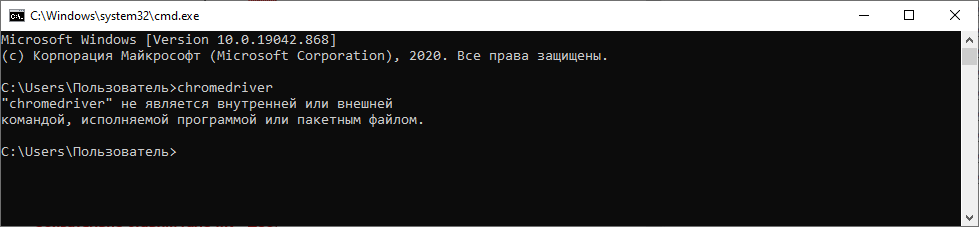 C:\Windows\system32\cmd.exe
Microsoft Windows [Version 10.0.19042.868]
(c) Корпорация Майкрософт (Microsoft Corporation), 2020. Все права защищены.
C:\Users\Пользователь>chromedriver
"chromedriver" не является внутренней или внешней
командой, исполняемой программой или пакетным файлом.
C:\Users\Пользователь>